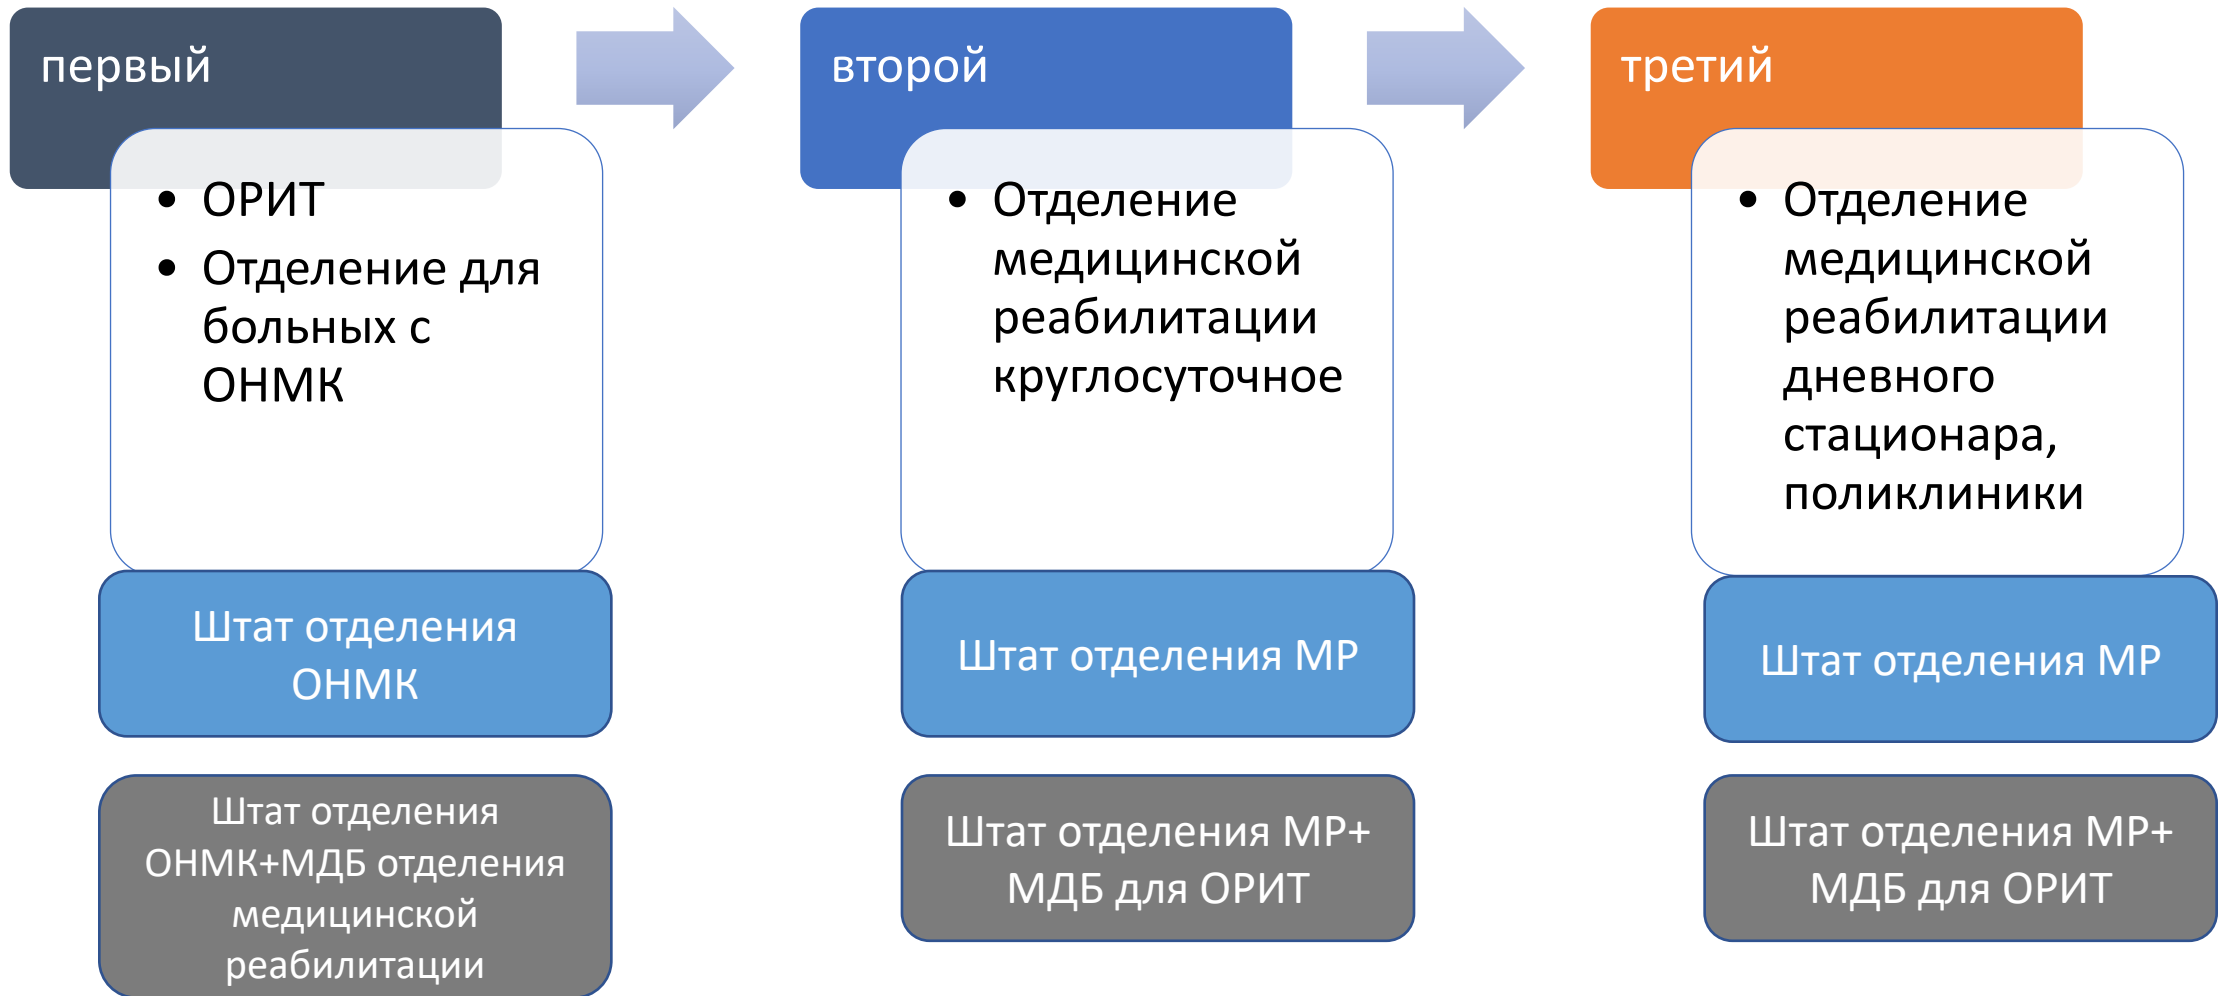 первый
• ОРИТ
• Отделение для
больных с
ОНМК
Штат отделения
ОНМК
Штат отделения
ОНМК+МДБ отделения
медицинской
реабилитации
второй
• Отделение
медицинской
реабилитации
круглосуточное
Штат отделения МР
Штат отделения МР+
МДБ для ОРИТ
третий
• Отделение
медицинской
реабилитации
дневного
стационара,
поликлиники
Штат отделения МР
Штат отделения МР+
МДБ для ОРИТ